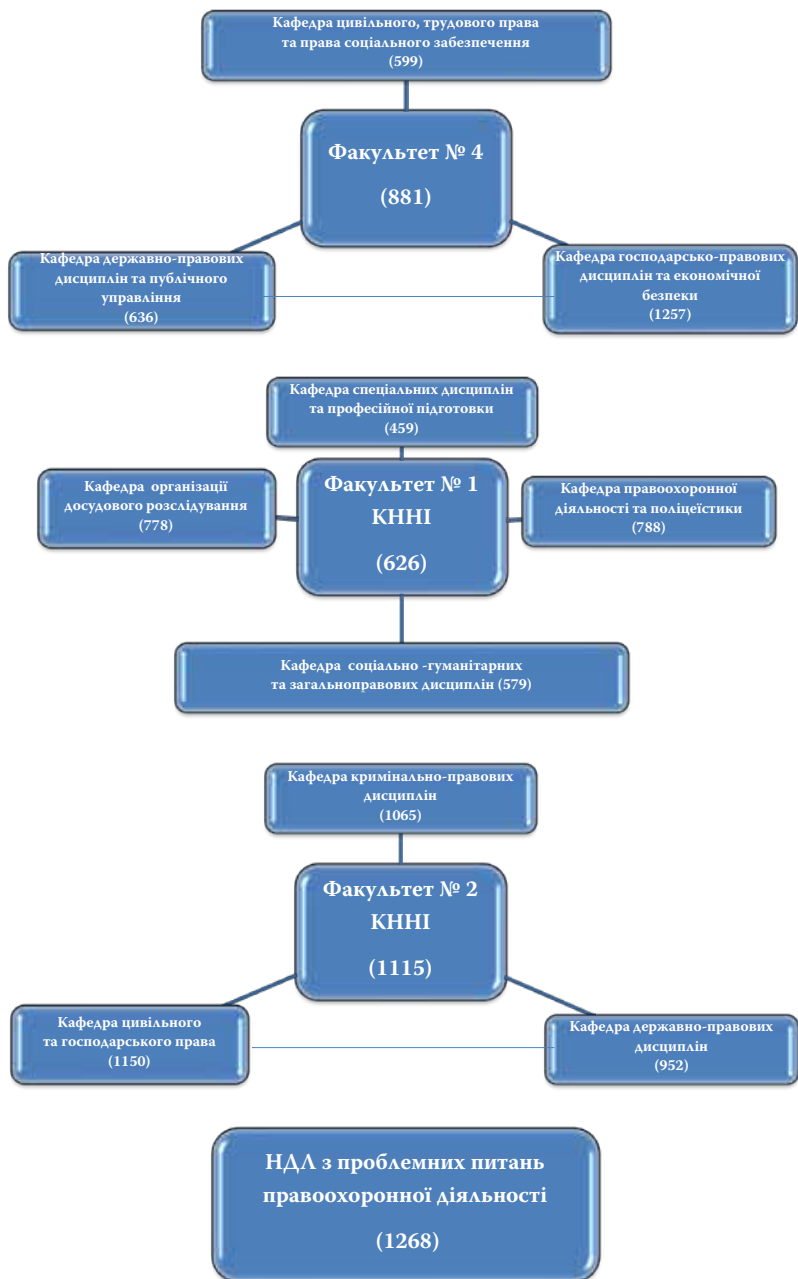 Кафедра цивільного, трудового права
та права соціального забезпечення
(599)
Факультет № 4
(881)
Кафедра державно-правових
дисциплін та публічного
управління
(636)
Кафедра господарсько-правових
дисциплін та економічної
безпеки
(1257)
Кафедра спеціальних дисциплін
та професійної підготовки
(459)
Кафедра організації
досудового розслідування
(778)
Факультет № 1
КННІ
(626)
Кафедра правоохоронної
діяльності та поліцеїстики
(788)
Кафедра соціально -гуманітарних
та загальноправових дисциплін (579)
Кафедра кримінально-правових
дисциплін
(1065)
Факультет № 2
КННІ
(1115)
Кафедра цивільного
та господарського права
(1150)
Кафедра державно-правових
дисциплін
(952)
НДЛ з проблемних питань
правоохоронної діяльності
(1268)